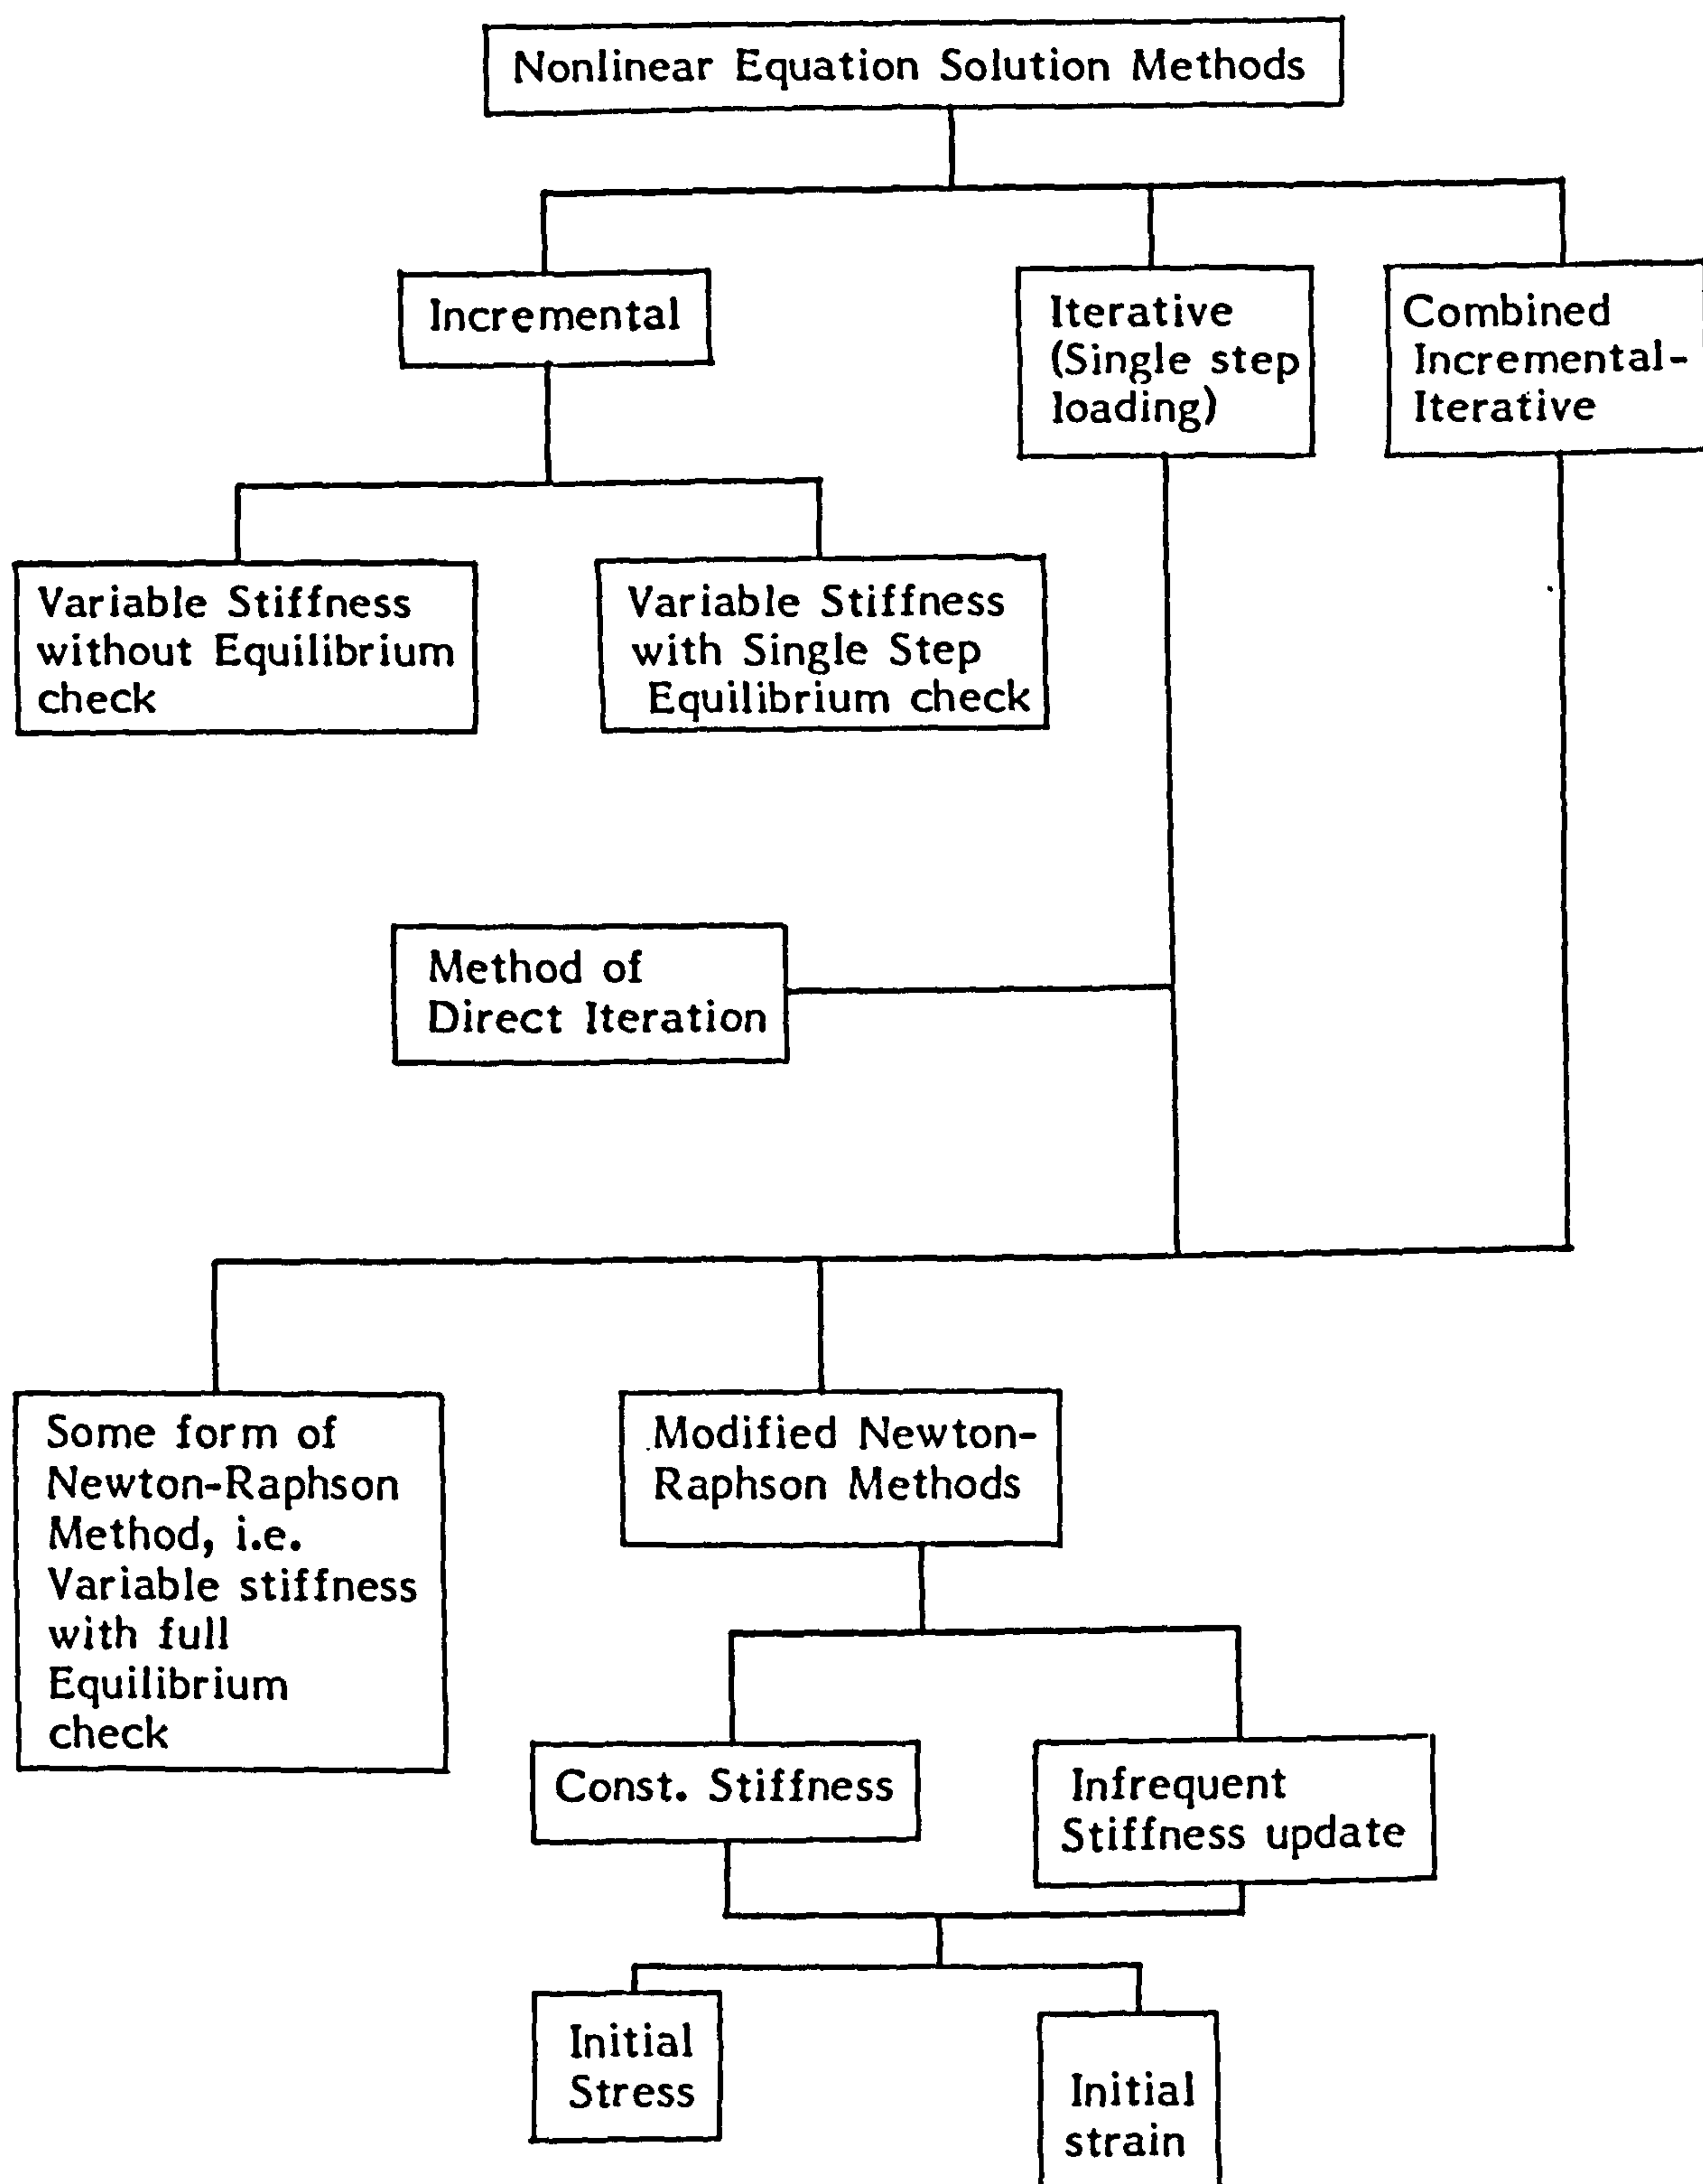 Nonlinear Equation Solution Methods
Incremental
Iterative
(Single step
loading)
Combined
Incremental-
Iterative
Variable Stiffness
without Equilibrium
check
Variable Stiffness
with Single Step
Equilibrium check
Method of
Direct Iteration
Some form of
Newton-Raphson
Method, i.e.
Variable stiffness
with full
Equilibrium
check
Modified Newton-
Raphson Methods
Const. Stiffness
Infrequent
Stiffness update
Initial
Stress
Initial
strain